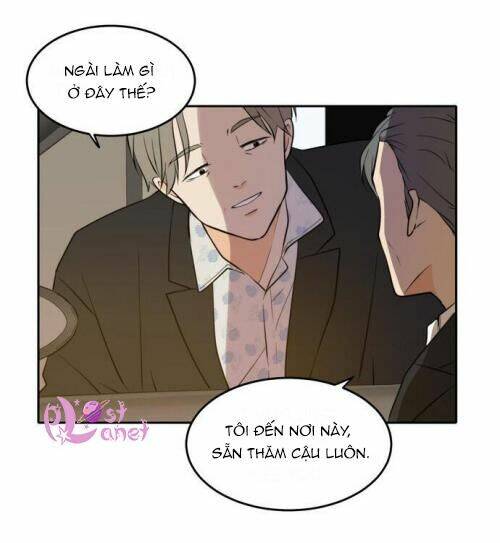 NGÀI LÀM GÌ
Ở ĐÂY THẾ?
Lost
Planet
TÔI ĐẾN NƠI NÀY,
SẴN THĂM CẬU LUÔN.